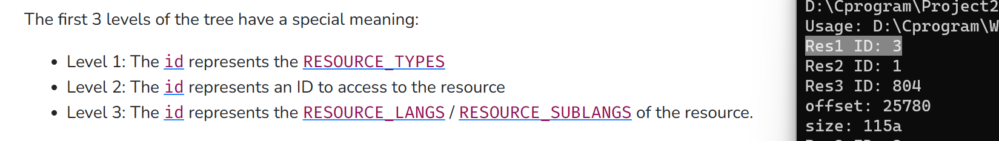 The first 3 levels of the tree have a special meaning:
Level 1: The id represents the RESOURCE_TYPES
Level 2: The id represents an ID to access to the resource
Level 3: The id represents the RESOURCE_LANGS / RESOURCE_SUBLANGS of the resource.
D:\Cprogram\Project2
Usage: D:\Cprogram\W
Res1 ID: 3
Res2 ID: 1
Res3 ID: 804
offset: 25780
size: 115a